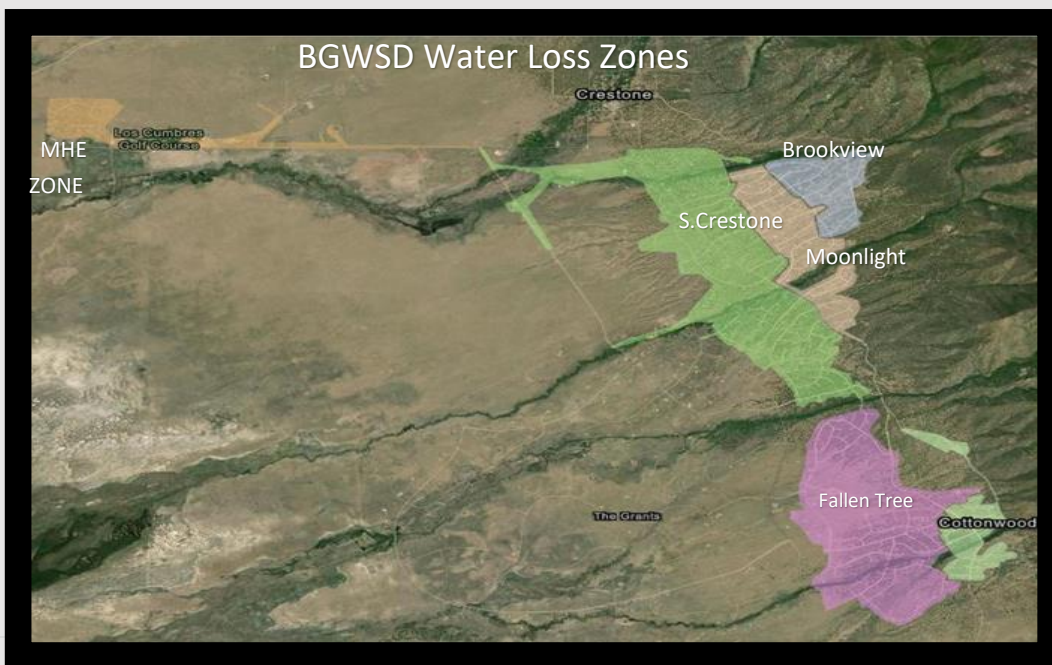 BGWSD Water Loss Zones
Crestone
Los Cumbres
Golf Course
MHE
ZONE
Brookview
S.Crestone
Moonlight
Fallen Tree
The Grants
Cottonwood